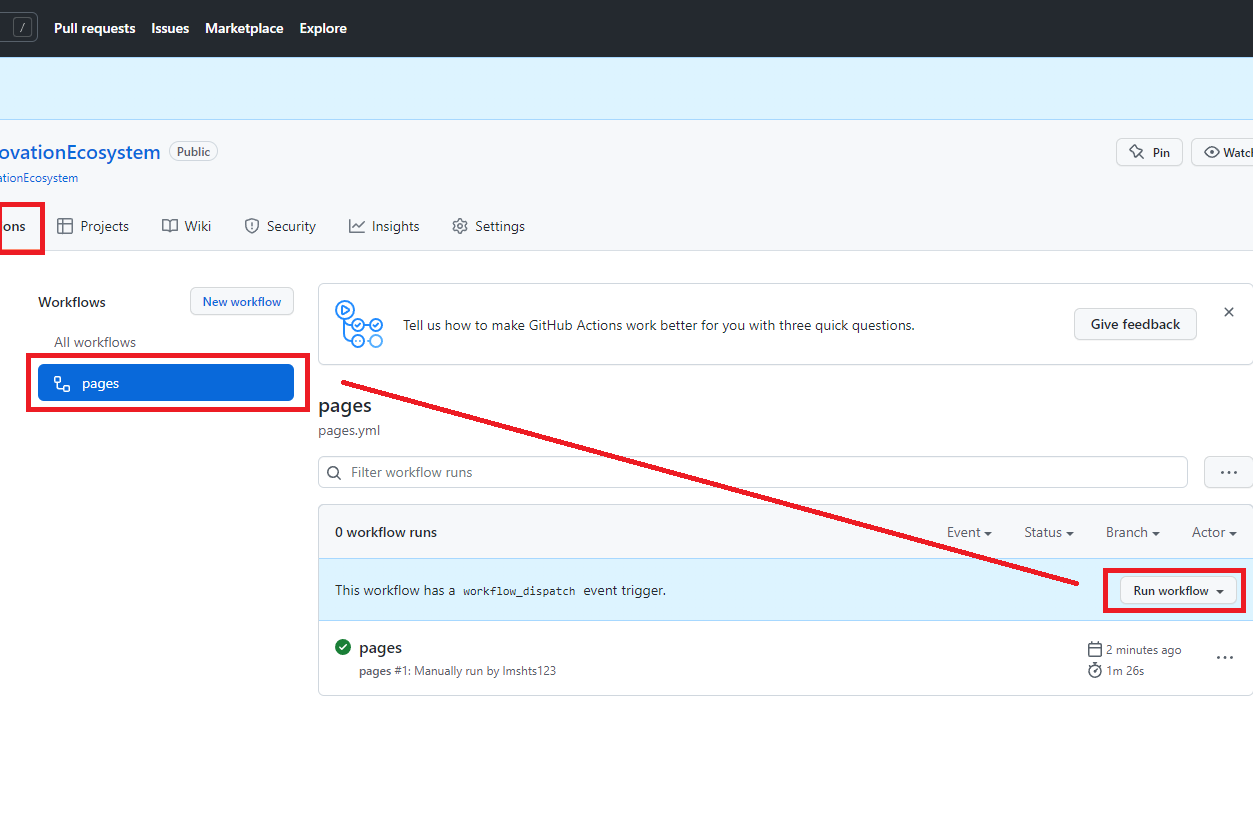 / Pull requests Issues Marketplace Explore
ovationEcosystem Public Pin Watch
ationEcosystem
ons Projects Wiki Security Insights Settings
Workflows New workflow
Tell us how to make GitHub Actions work better for you with three quick questions. Give feedback
All workflows
pages
pages
pages.yml
Filter workflow runs
0 workflow runs Event Status Branch Actor
This workflow has a workflow_dispatch event trigger. Run workflow
pages 2 minutes ago
pages #1: Manually run by lmshts123 1m 26s